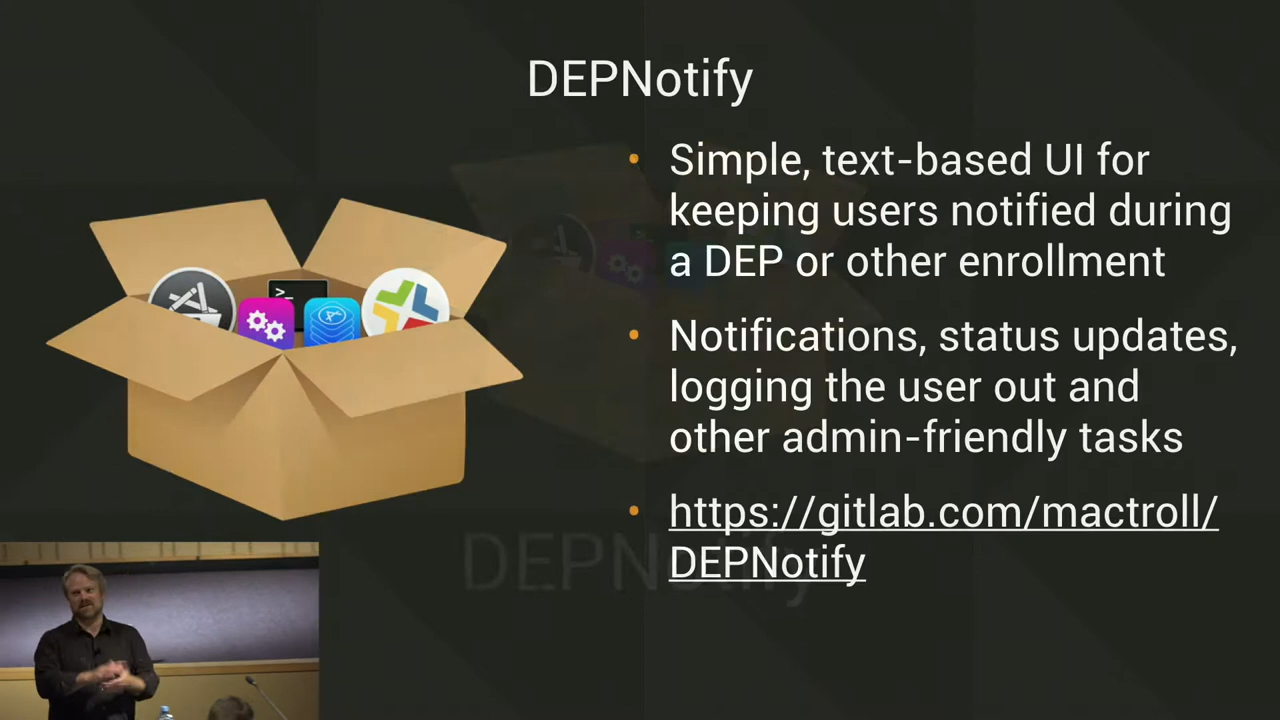 DEPNotify
• Simple, text-based UI for
keeping users notified during
a DEP or other enrollment
• Notifications, status updates,
logging the user out and
other admin-friendly tasks
• https://gitlab.com/mactroll/
DEPNotify
>_
DEPNotify